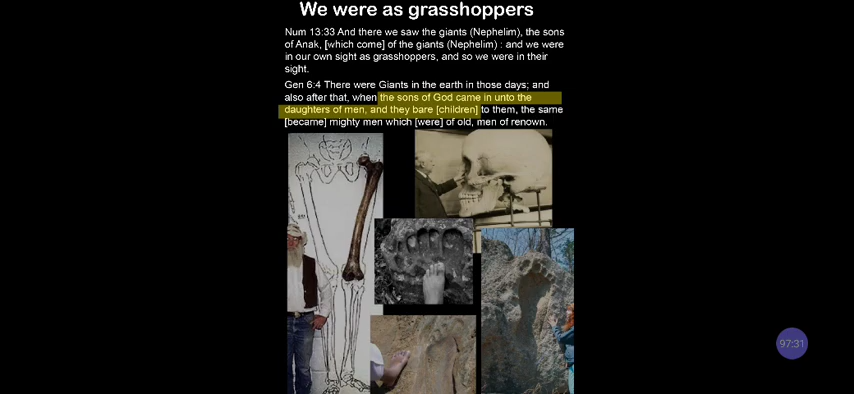 We were as grasshoppers
Num 13:33 And there we saw the giants (Nephelim), the sons
of Anak, [which come] of the giants (Nephelim) : and we were
in our own sight as grasshoppers, and so we were in their
sight.
Gen 6:4 There were Giants in the earth in those days; and
also after that, when the sons of God came in unto the
daughters of men, and they bare [children] to them, the same
[became] mighty men which [were] of old, men of renown.
97:31